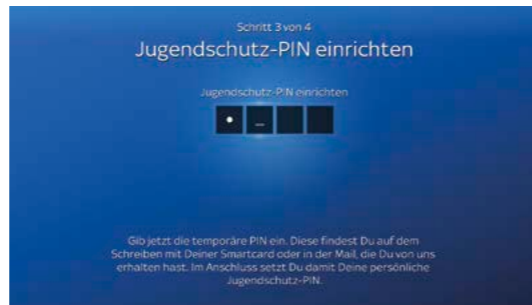 Schritt 3 von 4
Jugendschutz-PIN einrichten
Jugendschutz-PIN einrichten
Gib jetzt die temporäre PIN ein. Diese findest Du auf dem
Schreiben mit Deiner Smartcard oder in der Mail, die Du von uns
erhalten hast. Im Anschluss setzt Du damit Deine persönliche
Jugendschutz-PIN.